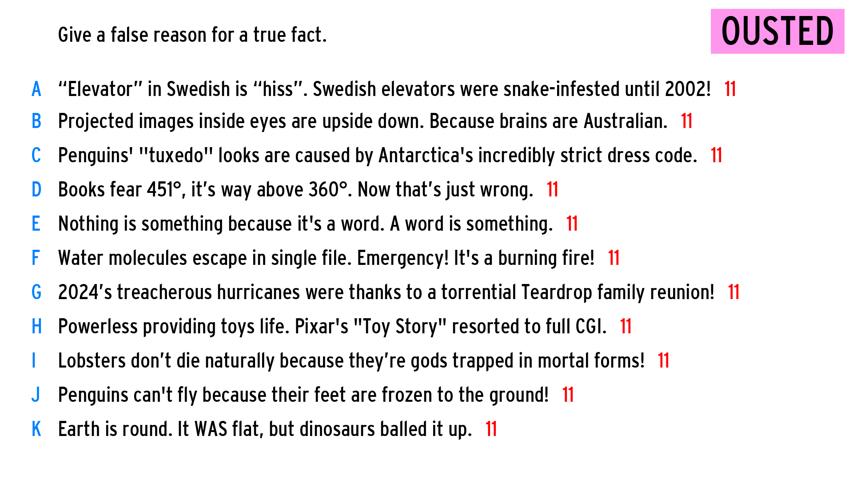 Give a false reason for a true fact.
OUSTED
A “Elevator” in Swedish is “hiss”. Swedish elevators were snake-infested until 2002! 11
B Projected images inside eyes are upside down. Because brains are Australian. 11
C Penguins' "tuxedo" looks are caused by Antarctica's incredibly strict dress code. 11
D Books fear 451°, it’s way above 360°. Now that’s just wrong. 11
E Nothing is something because it's a word. A word is something. 11
F Water molecules escape in single file. Emergency! It's a burning fire! 11
G 2024’s treacherous hurricanes were thanks to a torrential Teardrop family reunion! 11
H Powerless providing toys life. Pixar's "Toy Story" resorted to full CGI. 11
I Lobsters don’t die naturally because they’re gods trapped in mortal forms! 11
J Penguins can't fly because their feet are frozen to the ground! 11
K Earth is round. It WAS flat, but dinosaurs balled it up. 11